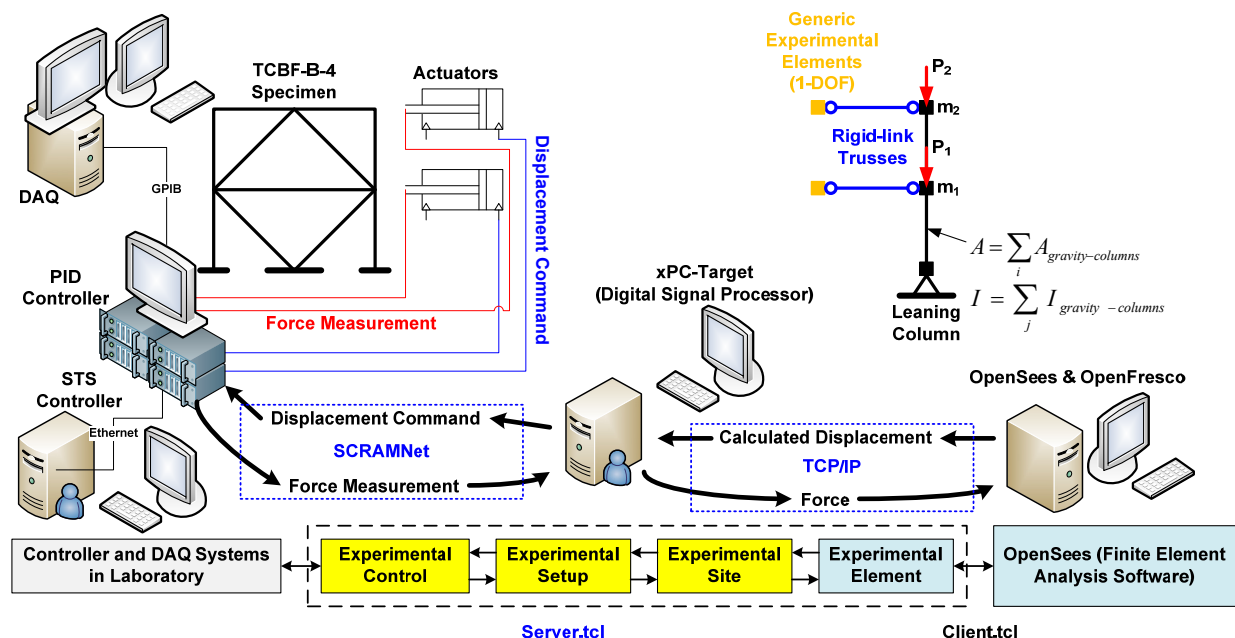 Generic
Experimental
Elements
(1-DOF)
TCBF-B-4
Specimen
Actuators
P2
m2
Rigid-link
Trusses
P1
m1
Displacement Command
DAQ
GPIB
A = ∑i Agravity-columns
I = ∑j Igravity -columns
Leaning
Column
xPC-Target
(Digital Signal Processor)
PID
Controller
Force Measurement
STS
Controller
Ethernet
Displacement Command
SCRAMNet
Force Measurement
OpenSees & OpenFresco
Calculated Displacement
TCP/IP
Force
Controller and DAQ Systems
in Laboratory
Experimental
Control
Experimental
Setup
Experimental
Site
Experimental
Element
OpenSees (Finite Element
Analysis Software)
Server.tcl
Client.tcl